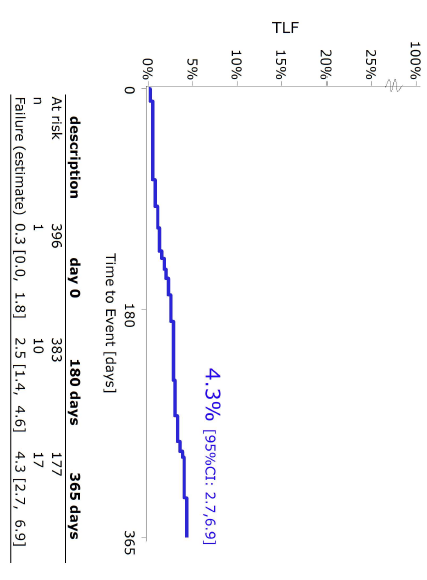 TLF
100%
25%
20%
15%
10%
5%
0%
4.3% [95%CI: 2.7,6.9]
0 180 365
Time to Event [days]
description day 0 180 days 365 days
At risk 396 383 177
n 1 10 17
Failure (estimate) 0.3 [0.0, 1.8] 2.5 [1.4, 4.6] 4.3 [2.7, 6.9]